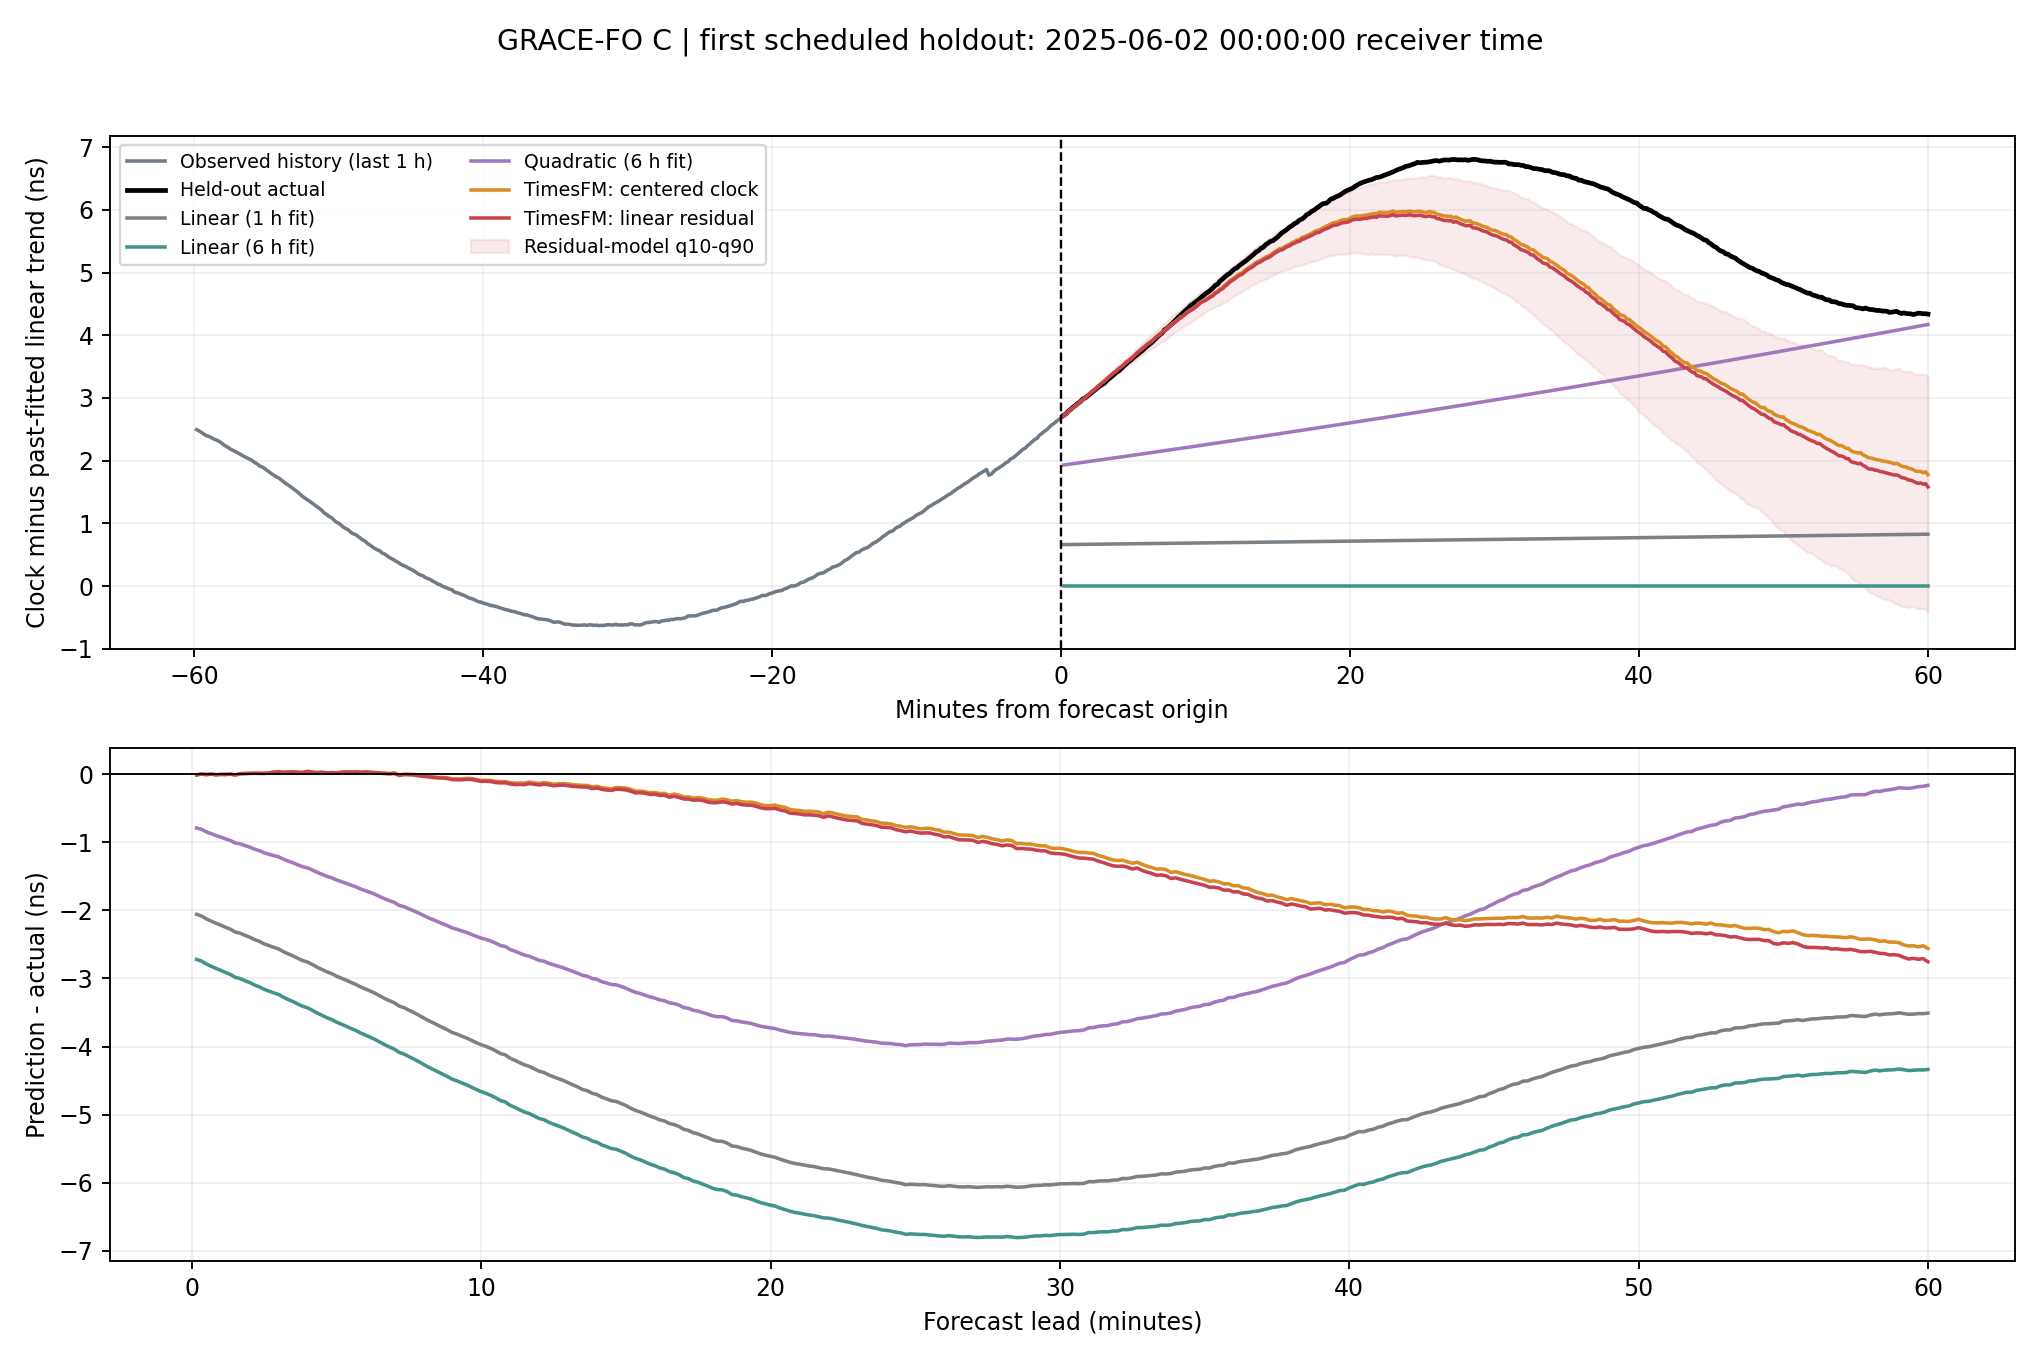 GRACE-FO C | first scheduled holdout: 2025-06-02 00:00:00 receiver time
Clock minus past-fitted linear trend (ns)
7
6
5
4
3
2
1
0
−1
Observed history (last 1 h)
Held-out actual
Linear (1 h fit)
Linear (6 h fit)
Quadratic (6 h fit)
TimesFM: centered clock
TimesFM: linear residual
Residual-model q10-q90
−60
−40
−20
0
20
40
60
Minutes from forecast origin
Prediction - actual (ns)
0
−1
−2
−3
−4
−5
−6
−7
0
10
20
30
40
50
60
Forecast lead (minutes)